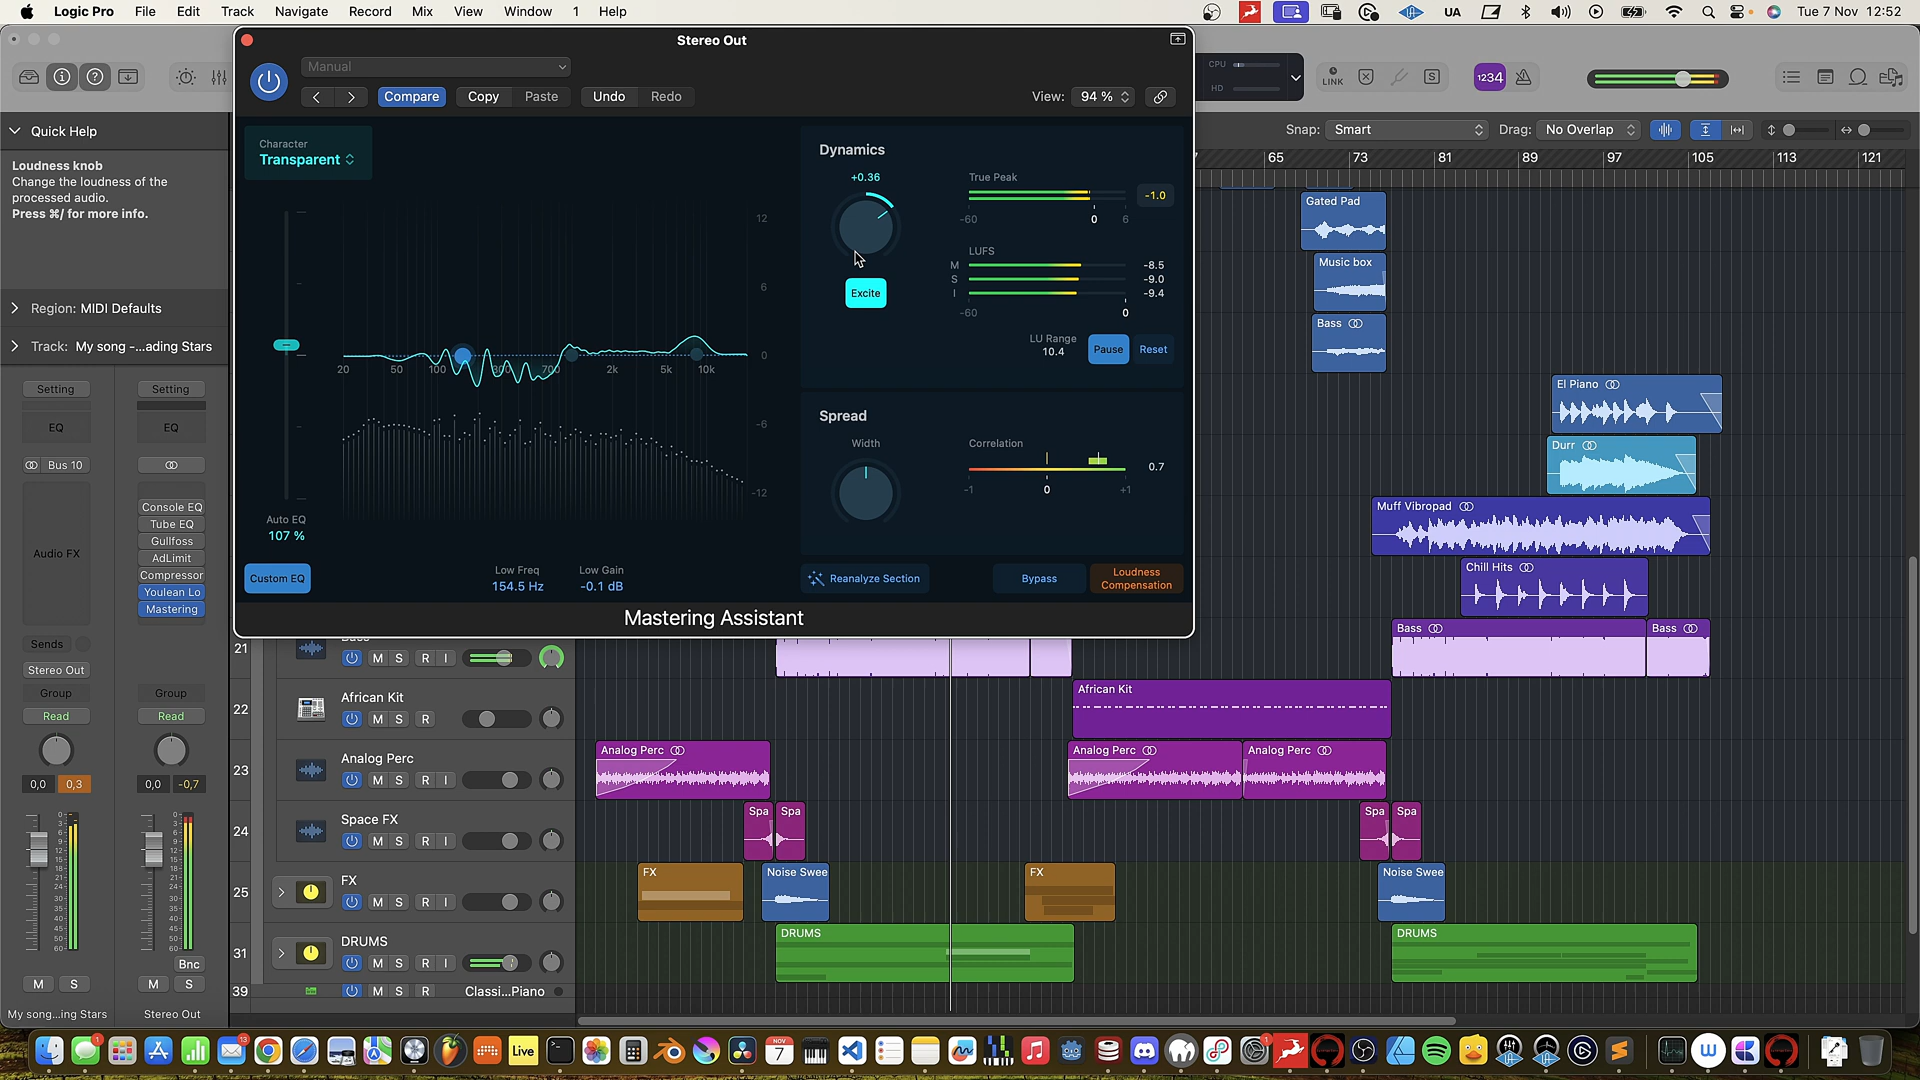 Logic Pro File Edit Track Navigate Record Mix View Window 1 Help
UA
Tue 7 Nov 12:52
Stereo Out
Manual
Compare Copy Paste Undo Redo
View: 94 %
CPU
HD
LINK
S
1234
Quick Help
Loudness knob
Change the loudness of the
processed audio.
Press ⌘/ for more info.
Region: MIDI Defaults
Track: My song -...ading Stars
Snap: Smart
Drag: No Overlap
65 73 81 89 97 105 113 121
Character
Transparent
12
6
0
-6
-12
20 50 100 300 700 2k 5k 10k
Auto EQ
107 %
Custom EQ
Low Freq
154.5 Hz
Low Gain
-0.1 dB
Dynamics
+0.36
Excite
True Peak
-1.0
-60 0 6
LUFS
M -8.5
S -9.0
I -9.4
-60 0
LU Range
10.4
Pause
Reset
Spread
Width
Correlation
0.7
-1 0 +1
Reanalyze Section
Bypass
Loudness
Compensation
Mastering Assistant
Setting Setting
EQ EQ
Bus 10
Audio FX
Console EQ
Tube EQ
Gullfoss
AdLimit
Compressor
Youlean Lo
Mastering
Sends
Stereo Out
Group Group
Read Read
0,0 0,3 0,0 -0,7
Bnc
M S M S
My song...ing Stars Stereo Out
Gated Pad
Music box
Bass
El Piano
Durr
Muff Vibropad
Chill Hits
Bass Bass
21
M S R I
22 African Kit
M S R
African Kit
23 Analog Perc
M S R I
Analog Perc Analog Perc Analog Perc
24 Space FX
M S R I
Spa Spa Spa Spa
25 FX
M S R I
FX Noise Swee FX Noise Swee
31 DRUMS
M S R I
DRUMS DRUMS
39 M S R Classi...Piano
1
13
Live
NOV
7
1